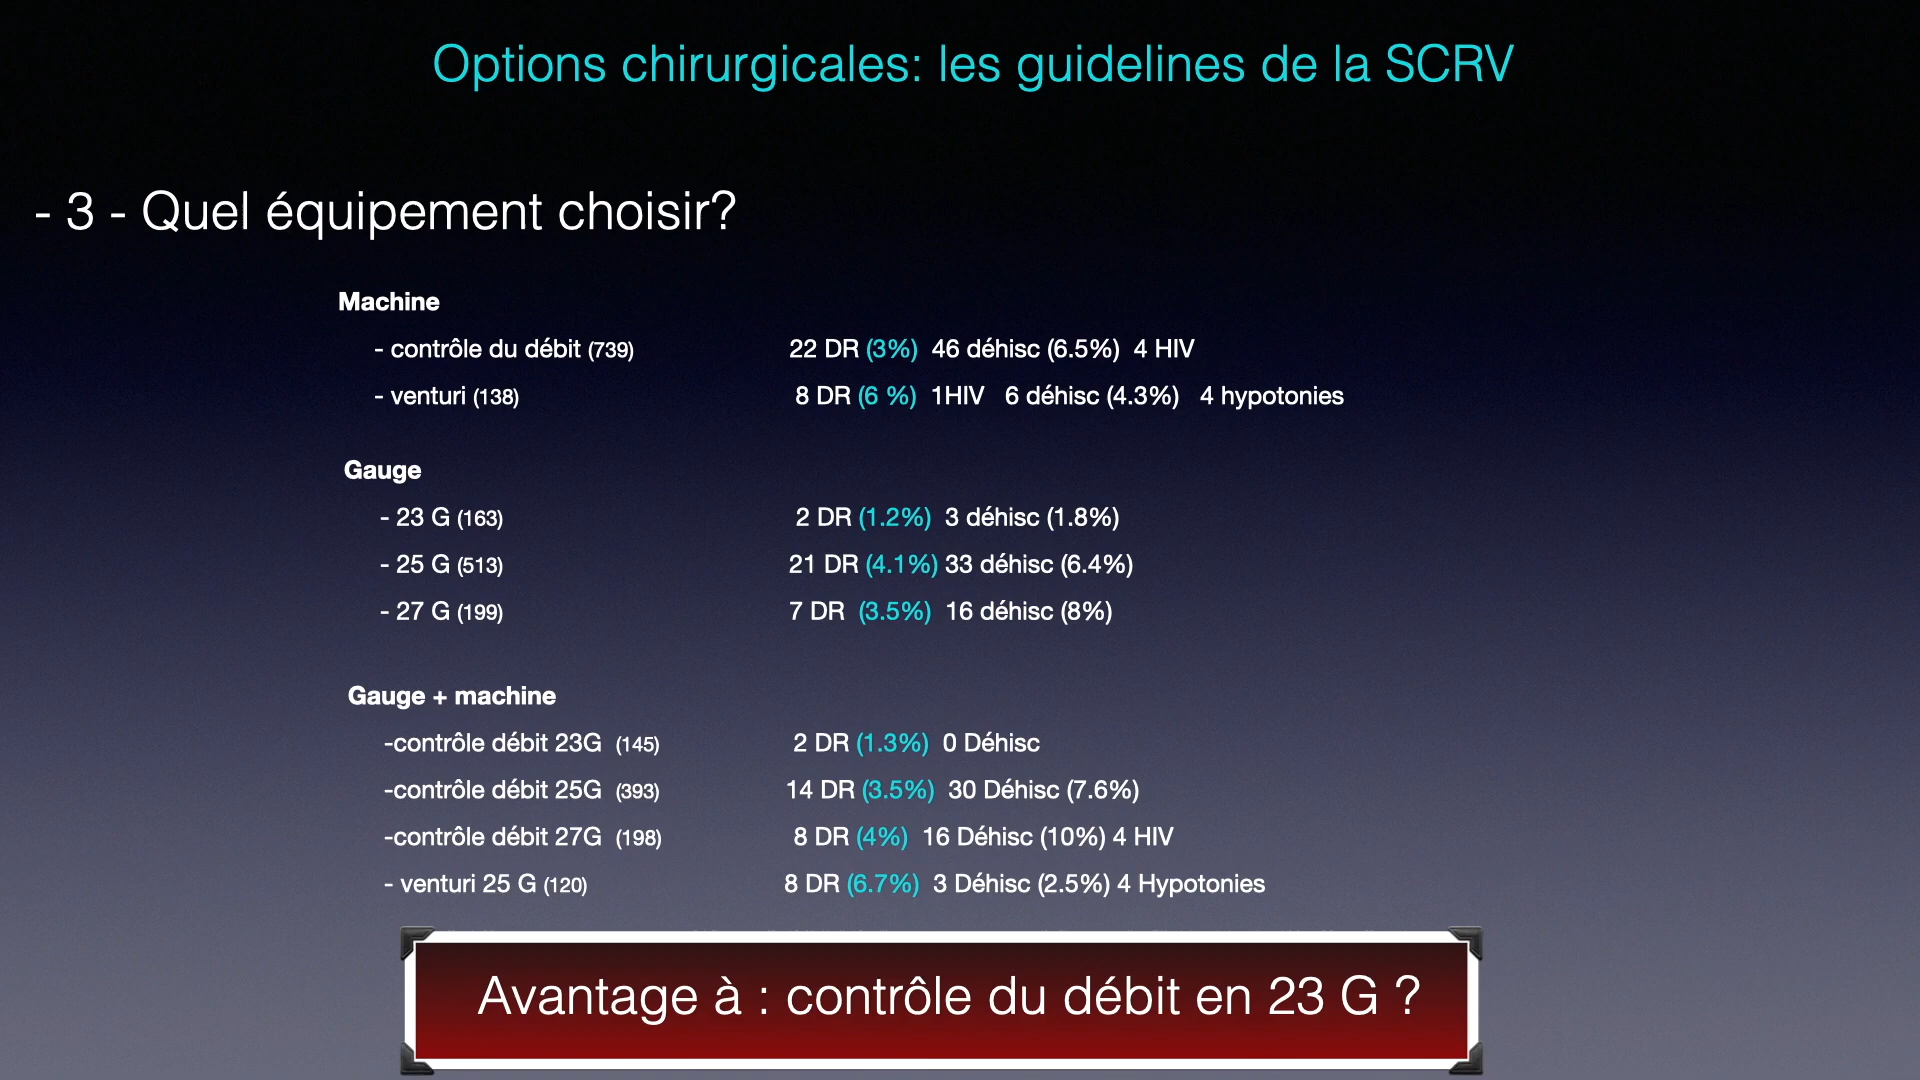 Options chirurgicales: les guidelines de la SCRV
- 3 - Quel équipement choisir?
Machine
- contrôle du débit (739) 22 DR (3%) 46 déhisc (6.5%) 4 HIV
- venturi (138) 8 DR (6 %) 1HIV 6 déhisc (4.3%) 4 hypotonies
Gauge
- 23 G (163) 2 DR (1.2%) 3 déhisc (1.8%)
- 25 G (513) 21 DR (4.1%) 33 déhisc (6.4%)
- 27 G (199) 7 DR (3.5%) 16 déhisc (8%)
Gauge + machine
-contrôle débit 23G (145) 2 DR (1.3%) 0 Déhisc
-contrôle débit 25G (393) 14 DR (3.5%) 30 Déhisc (7.6%)
-contrôle débit 27G (198) 8 DR (4%) 16 Déhisc (10%) 4 HIV
- venturi 25 G (120) 8 DR (6.7%) 3 Déhisc (2.5%) 4 Hypotonies
Avantage à : contrôle du débit en 23 G ?